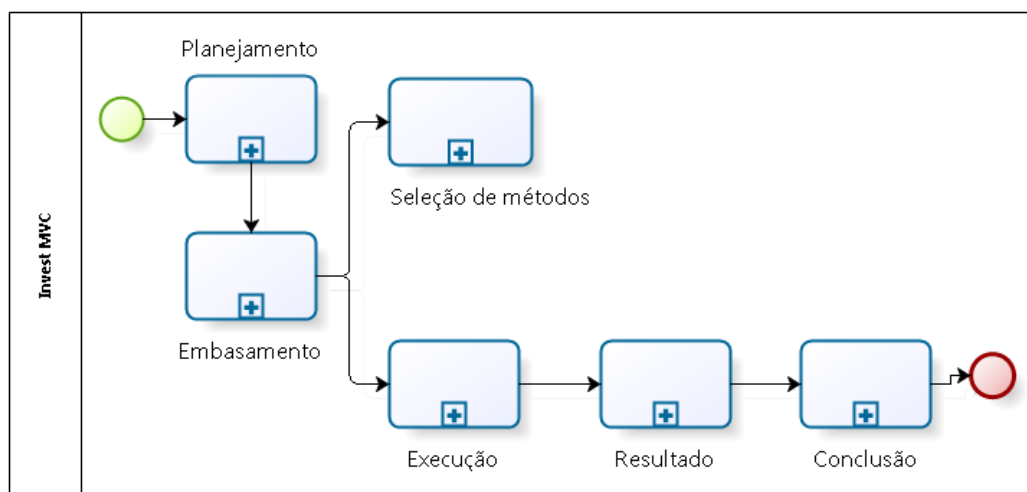 Invest MVC
Planejamento
Seleção de métodos
Embasamento
Execução
Resultado
Conclusão